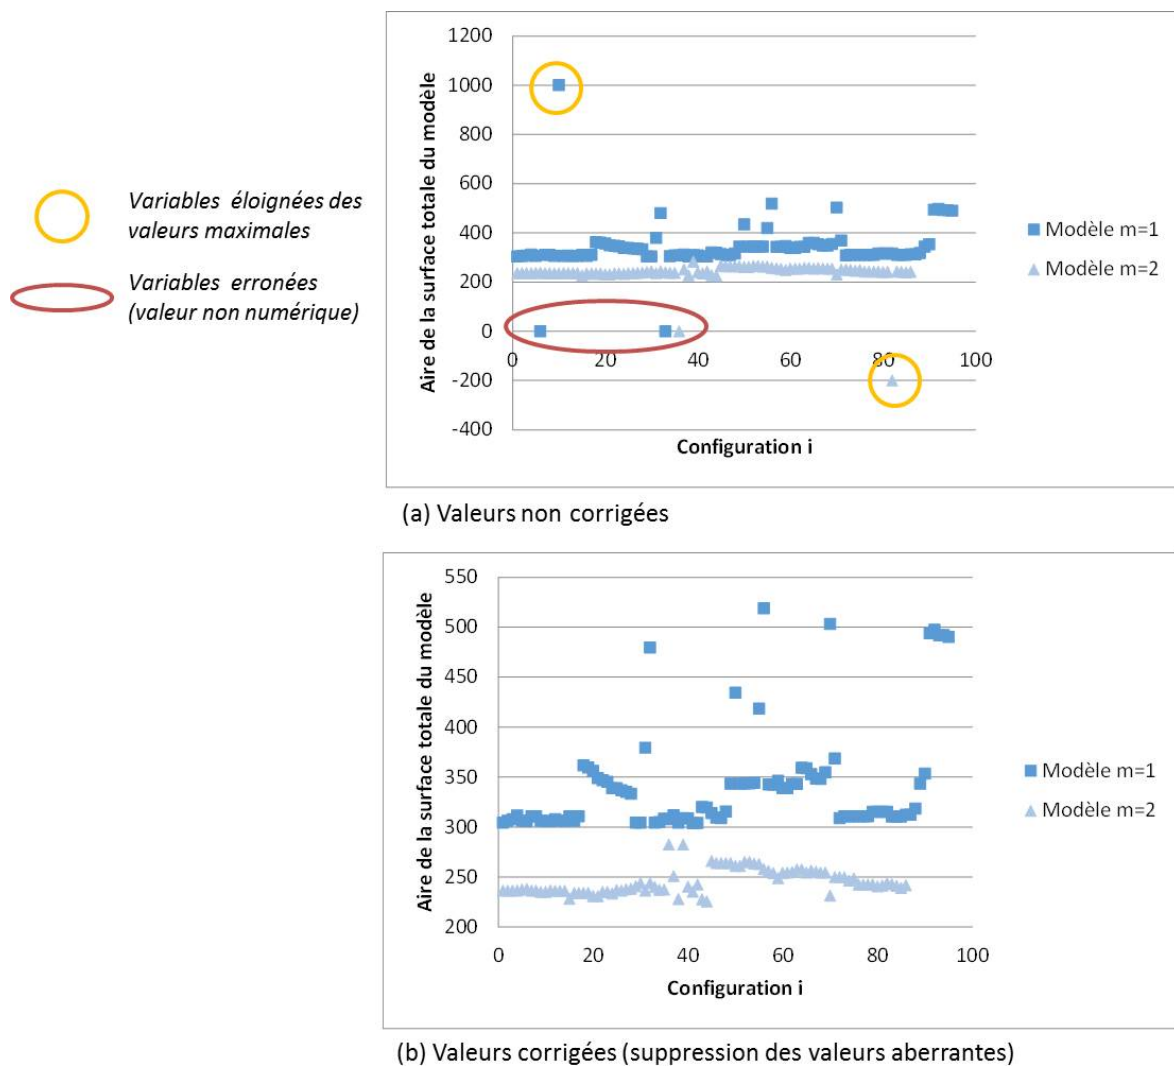 Variables éloignées des
valeurs maximales
Variables erronées
(valeur non numérique)
Aire de la surface totale du modèle
1200
1000
800
600
400
200
0
-200
-400
0
20
40
60
80
100
Configuration i
Modèle m=1
Modèle m=2
(a) Valeurs non corrigées
Aire de la surface totale du modèle
550
500
450
400
350
300
250
200
0
20
40
60
80
100
Configuration i
Modèle m=1
Modèle m=2
(b) Valeurs corrigées (suppression des valeurs aberrantes)